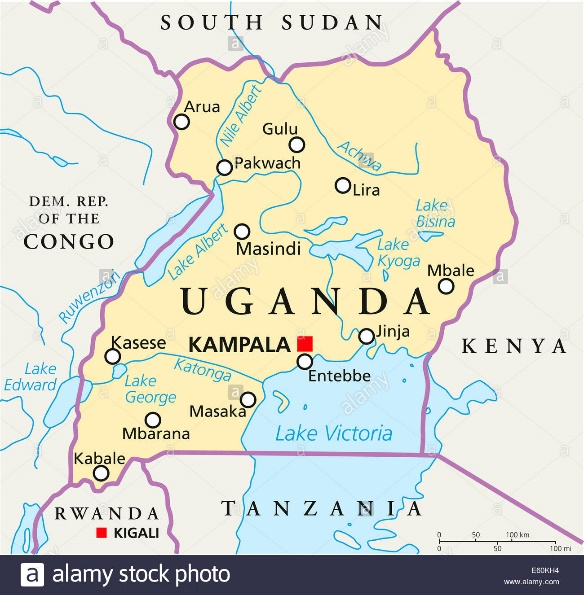 SOUTH SUDAN
Arua
Nile Albert
Gulu
Achwa
Pakwach
Lira
DEM. REP.
OF THE
CONGO
Lake
Bisina
Masindi
Lake Albert
Lake
Kyoga
Ruwenzori
Mbale
UGANDA
Kasese
KAMPALA
Jinja
KENYA
Lake
Edward
Katonga
Entebbe
Lake
George
Masaka
Mbarana
Lake Victoria
Kabale
RWANDA
KIGALI
TANZANIA
0 50 100 km
0 50 100 mi
a alamy stock photo
E60KH4
www.alamy.com
alamy